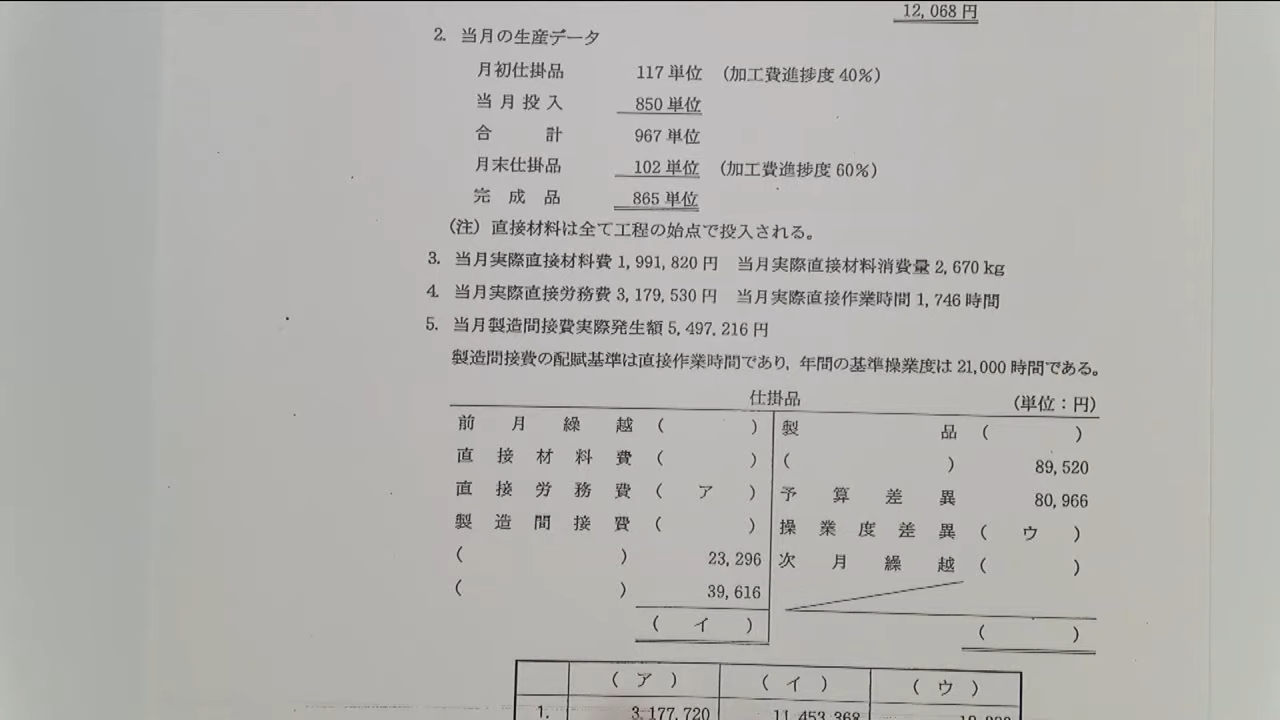 12,068円
2. 当月の生産データ
月初仕掛品 117単位 (加工費進捗度40%)
当月投入 850単位
合計 967単位
月末仕掛品 102単位 (加工費進捗度60%)
完成品 865単位
(注) 直接材料は全て工程の始点で投入される。
3. 当月実際直接材料費1,991,820円 当月実際直接材料消費量2,670kg
4. 当月実際直接労務費3,179,530円 当月実際直接作業時間1,746時間
5. 当月製造間接費実際発生額5,497,216円
製造間接費の配賦基準は直接作業時間であり, 年間の基準操業度は21,000時間である。
仕掛品 (単位：円)
前月繰越 ( ) 製品 ( )
直接材料費 ( ) ( ) 89,520
直接労務費 ( ア ) 予算差異 80,966
製造間接費 ( ) 操業度差異 ( ウ )
( ) 23,296 次月繰越 ( )
( ) 39,616
( イ ) ( )
(ア) (イ) (ウ)
1. 3,177,720 11,453,368